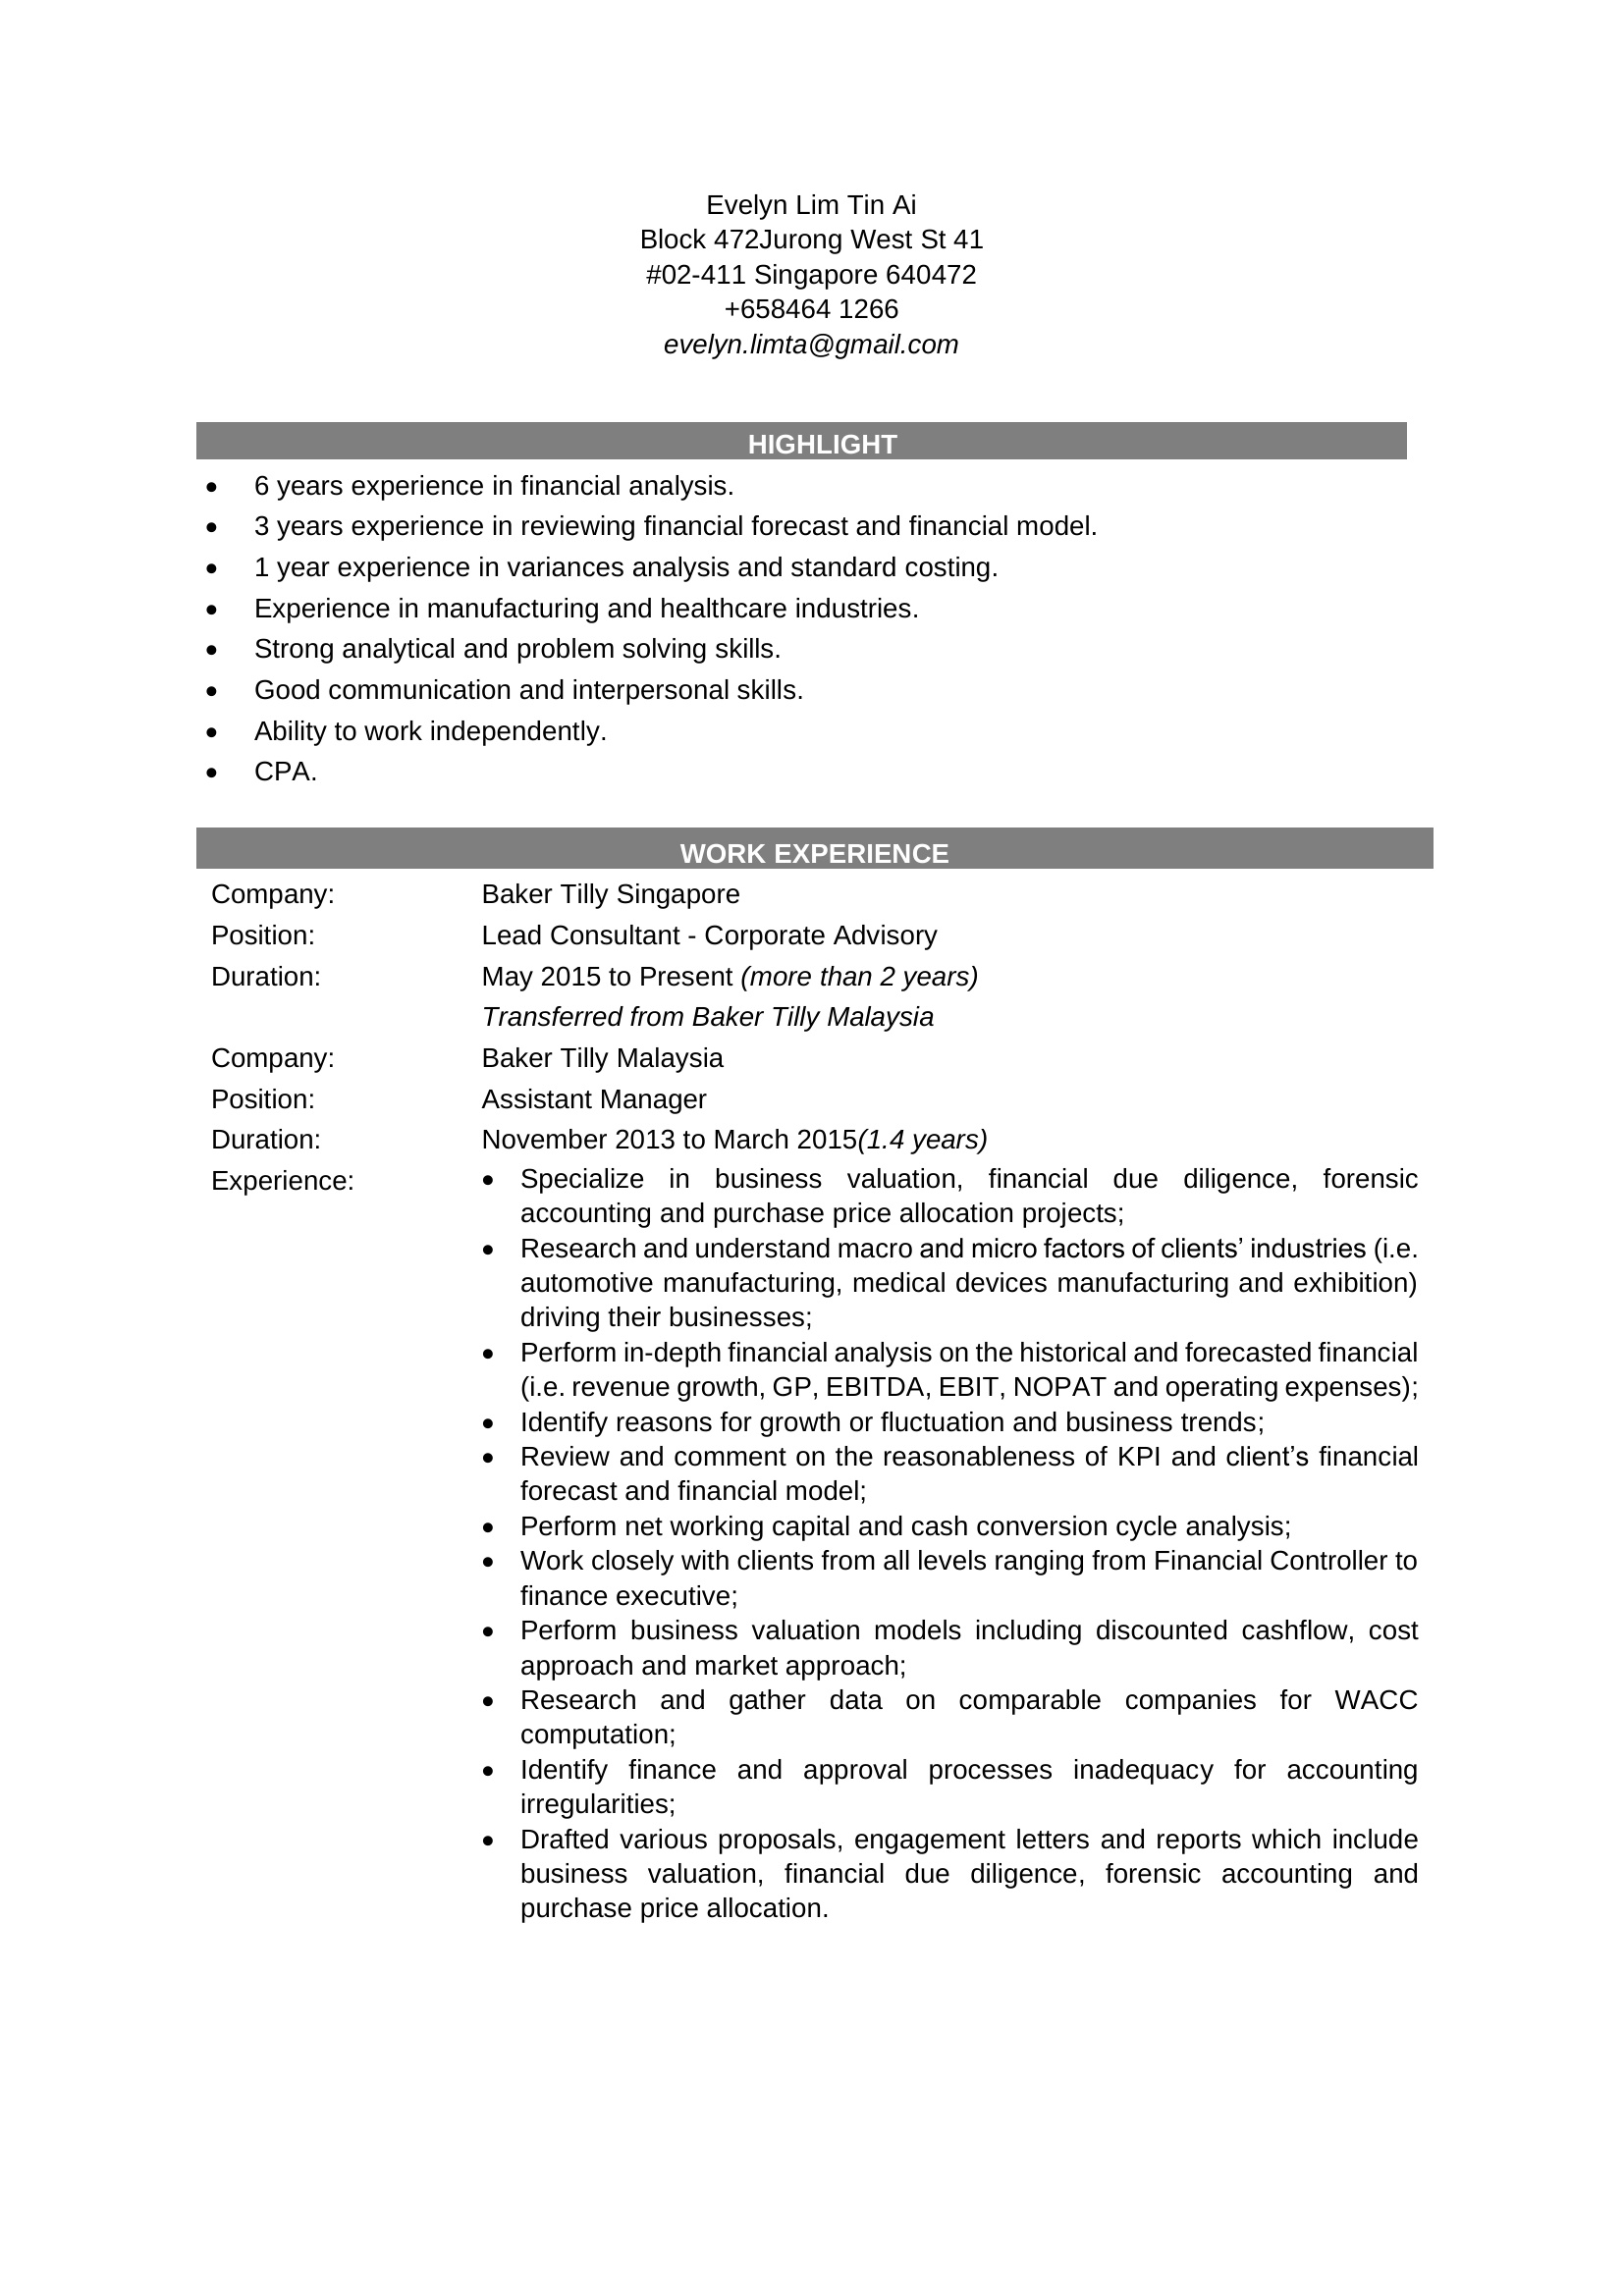 Evelyn Lim Tin Ai
Block 472Jurong West St 41
#02-411 Singapore 640472
+658464 1266
evelyn.limta@gmail.com
HIGHLIGHT
• 6 years experience in financial analysis.
• 3 years experience in reviewing financial forecast and financial model.
• 1 year experience in variances analysis and standard costing.
• Experience in manufacturing and healthcare industries.
• Strong analytical and problem solving skills.
• Good communication and interpersonal skills.
• Ability to work independently.
• CPA.
WORK EXPERIENCE
Company: Baker Tilly Singapore
Position: Lead Consultant - Corporate Advisory
Duration: May 2015 to Present (more than 2 years)
Transferred from Baker Tilly Malaysia
Company: Baker Tilly Malaysia
Position: Assistant Manager
Duration: November 2013 to March 2015(1.4 years)
Experience: • Specialize in business valuation, financial due diligence, forensic
accounting and purchase price allocation projects;
• Research and understand macro and micro factors of clients’ industries (i.e.
automotive manufacturing, medical devices manufacturing and exhibition)
driving their businesses;
• Perform in-depth financial analysis on the historical and forecasted financial
(i.e. revenue growth, GP, EBITDA, EBIT, NOPAT and operating expenses);
• Identify reasons for growth or fluctuation and business trends;
• Review and comment on the reasonableness of KPI and client’s financial
forecast and financial model;
• Perform net working capital and cash conversion cycle analysis;
• Work closely with clients from all levels ranging from Financial Controller to
finance executive;
• Perform business valuation models including discounted cashflow, cost
approach and market approach;
• Research and gather data on comparable companies for WACC
computation;
• Identify finance and approval processes inadequacy for accounting
irregularities;
• Drafted various proposals, engagement letters and reports which include
business valuation, financial due diligence, forensic accounting and
purchase price allocation.